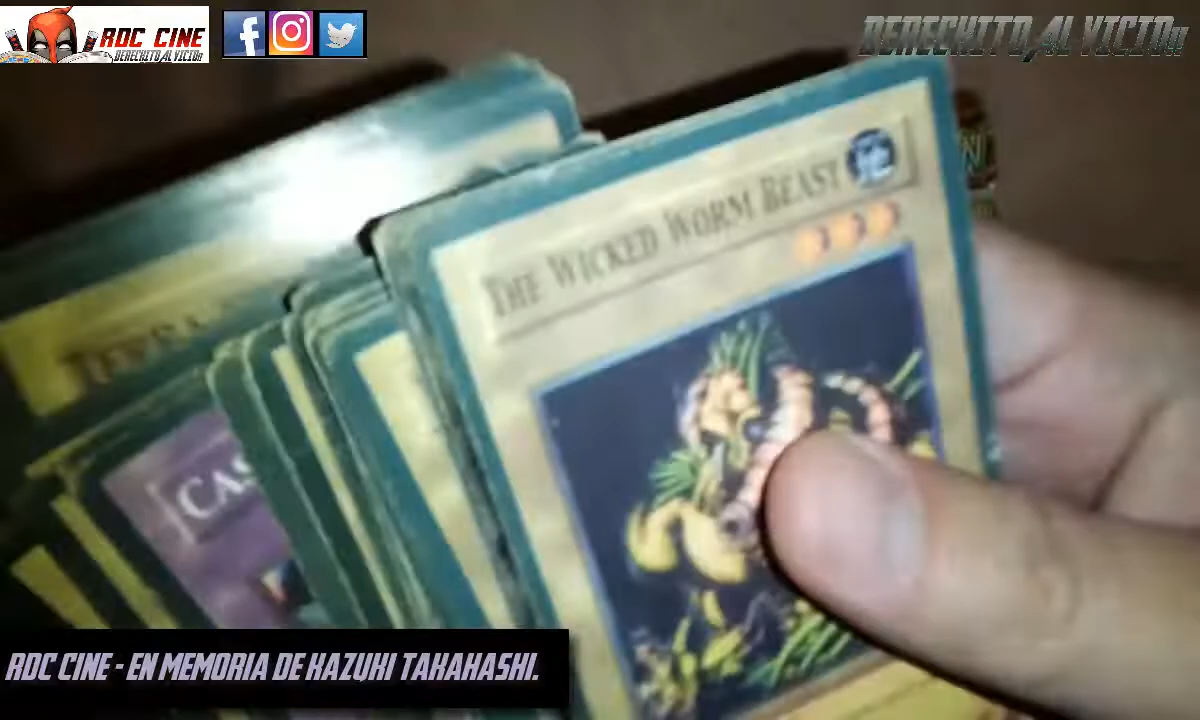 RDC CINE
DERECHITO AL VICIO!!
DERECHITO, AL VICIO!!
THE WICKED WORM BEAST
CAS
RDC CINE - EN MEMORIA DE KAZUKI TAKAHASHI.